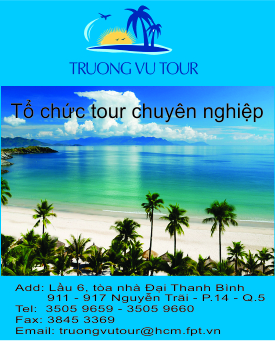 TRUONG VU TOUR
Tổ chức tour chuyên nghiệp
Add: Lầu 6, tòa nhà Đại Thanh Bình
911 - 917 Nguyễn Trãi - P.14 - Q.5
Tel: 3505 9659 - 3505 9660
Fax: 3845 3369
Email: truongvutour@hcm.fpt.vn